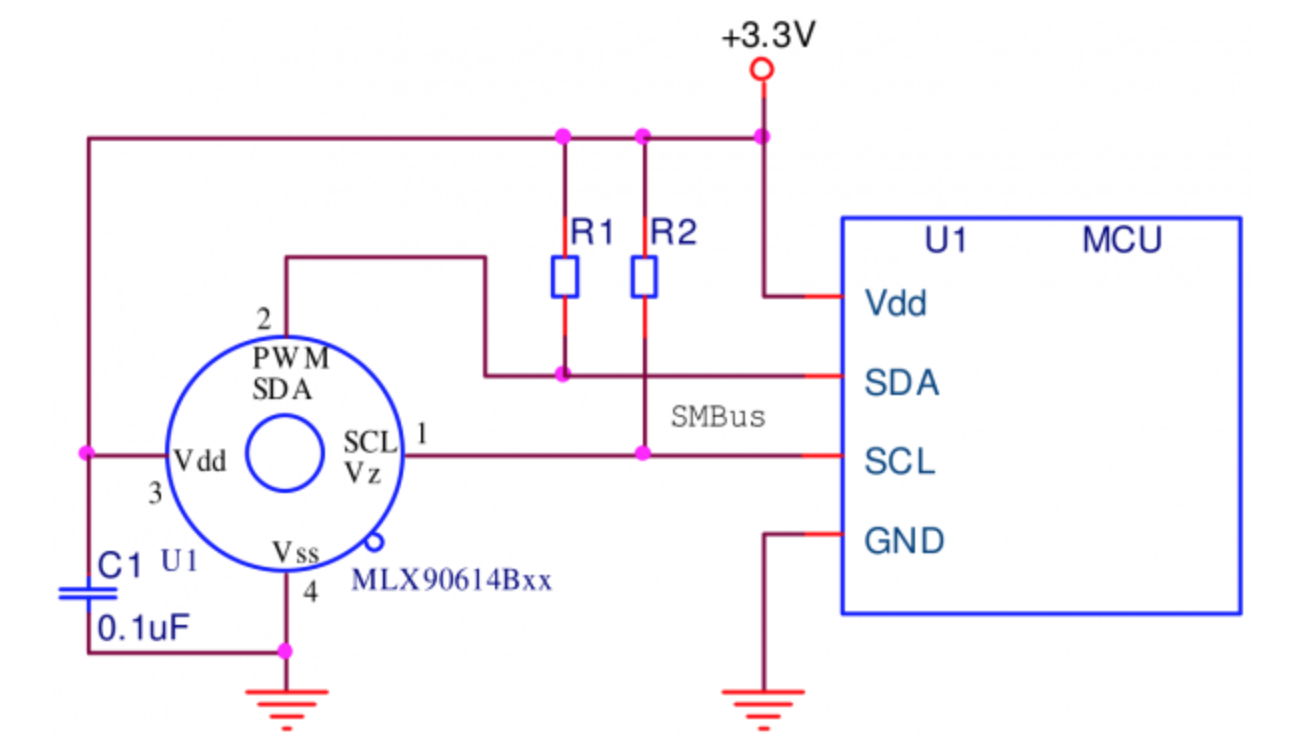 +3.3V
R1
R2
U1 MCU
Vdd
SDA
SCL
GND
SMBus
2
PWM
SDA
SCL
Vz
1
Vdd
3
Vss
4
U1
MLX90614Bxx
C1
0.1uF